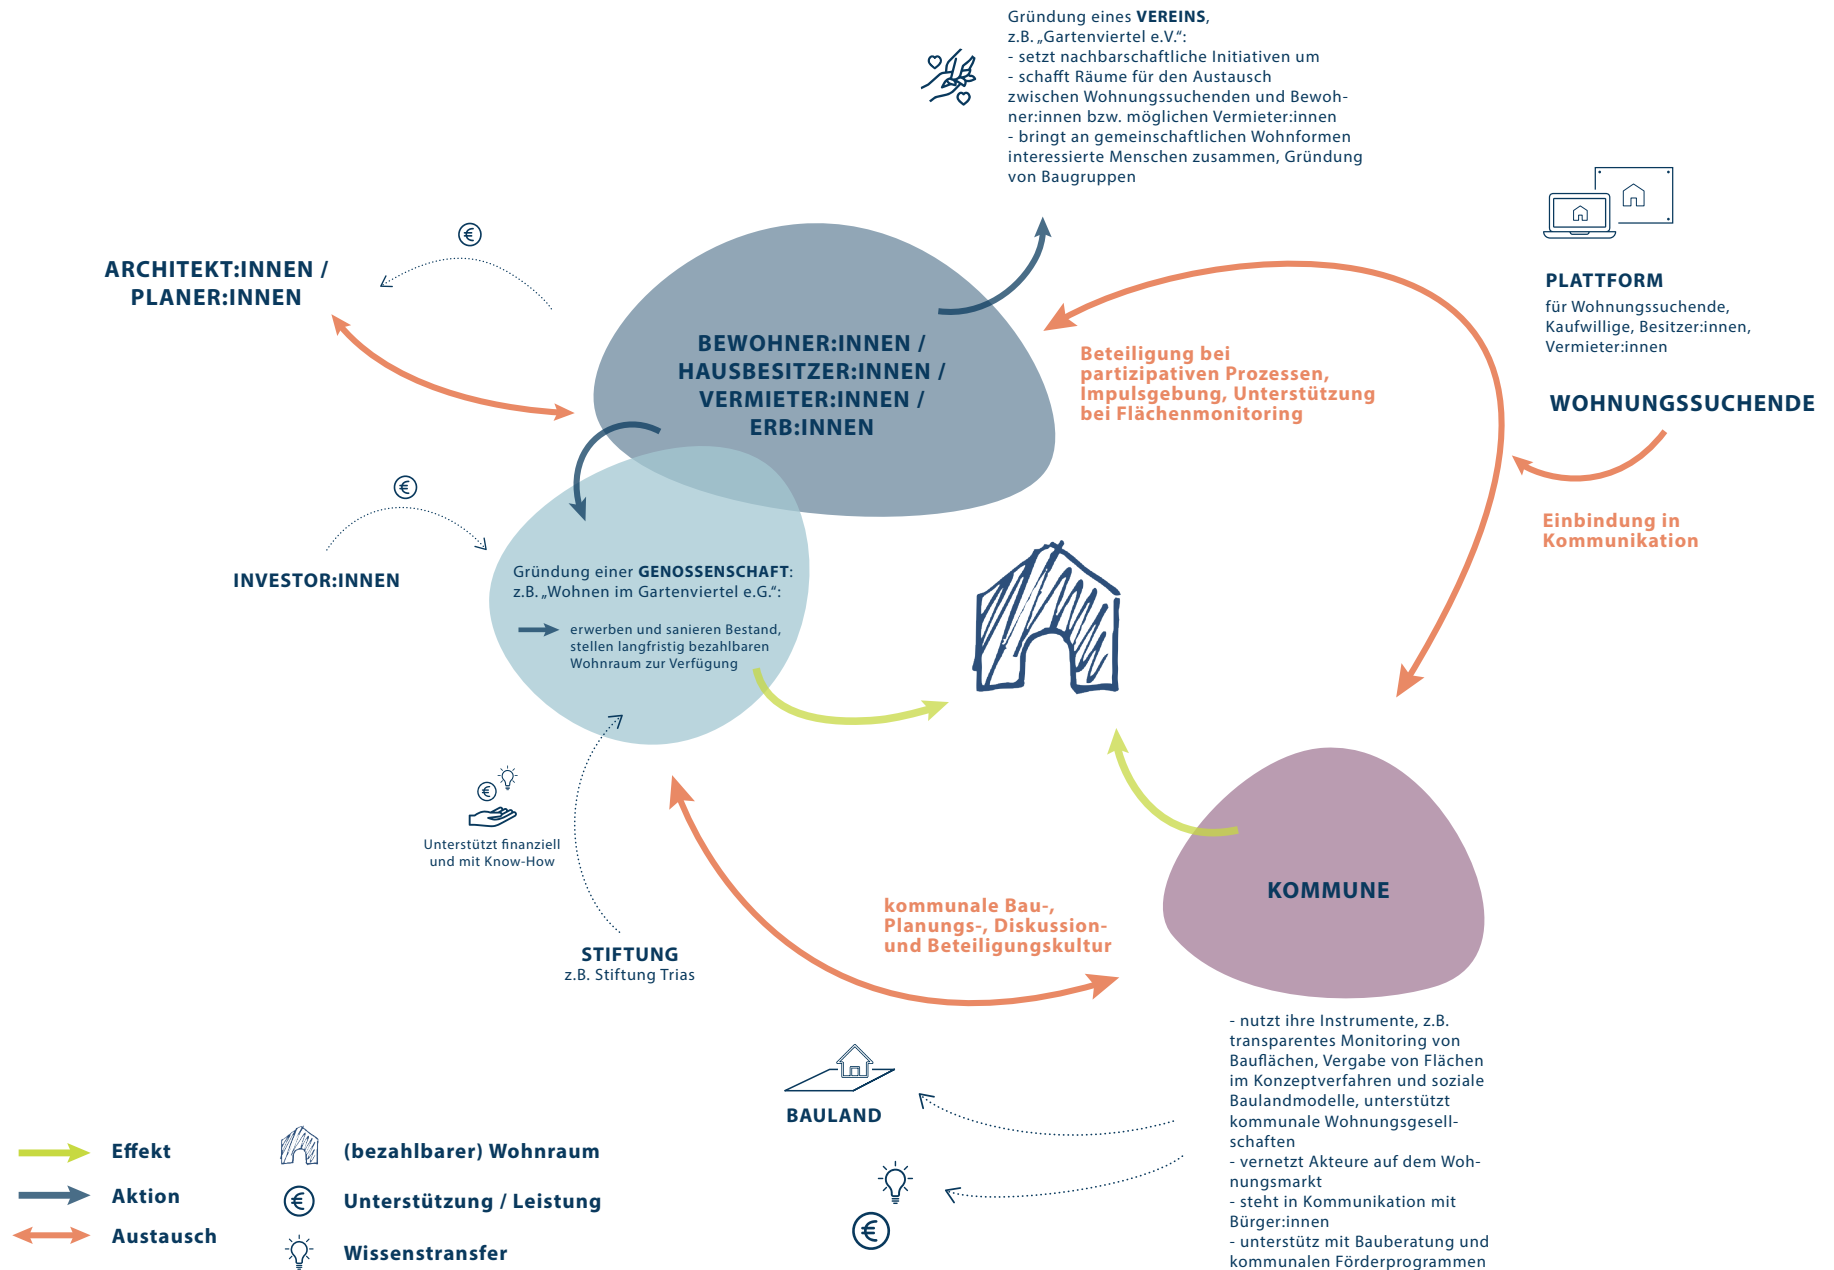 Gründung eines VEREINS,
z.B. „Gartenviertel e.V.“:
- setzt nachbarschaftliche Initiativen um
- schafft Räume für den Austausch
zwischen Wohnungssuchenden und Bewoh-
ner:innen bzw. möglichen Vermieter:innen
- bringt an gemeinschaftlichen Wohnformen
interessierte Menschen zusammen, Gründung
von Baugruppen
€
ARCHITEKT:INNEN /
PLANER:INNEN
PLATTFORM
für Wohnungssuchende,
Kaufwillige, Besitzer:innen,
Vermieter:innen
BEWOHNER:INNEN /
HAUSBESITZER:INNEN /
VERMIETER:INNEN /
ERB:INNEN
Beteiligung bei
partizipativen Prozessen,
Impulsgebung, Unterstützung
bei Flächenmonitoring
WOHNUNGSSUCHENDE
Einbindung in
Kommunikation
€
INVESTOR:INNEN
Gründung einer GENOSSENSCHAFT:
z.B. „Wohnen im Gartenviertel e.G.“:
erwerben und sanieren Bestand,
stellen langfristig bezahlbaren
Wohnraum zur Verfügung
€
Unterstützt finanziell
und mit Know-How
STIFTUNG
z.B. Stiftung Trias
kommunale Bau-,
Planungs-, Diskussion-
und Beteiligungskultur
KOMMUNE
- nutzt ihre Instrumente, z.B.
transparentes Monitoring von
Bauflächen, Vergabe von Flächen
im Konzeptverfahren und soziale
Baulandmodelle, unterstützt
kommunale Wohnungsgesell-
schaften
- vernetzt Akteure auf dem Woh-
nungsmarkt
- steht in Kommunikation mit
Bürger:innen
- unterstütz mit Bauberatung und
kommunalen Förderprogrammen
BAULAND
€
Effekt
Aktion
Austausch
(bezahlbarer) Wohnraum
€ Unterstützung / Leistung
Wissenstransfer